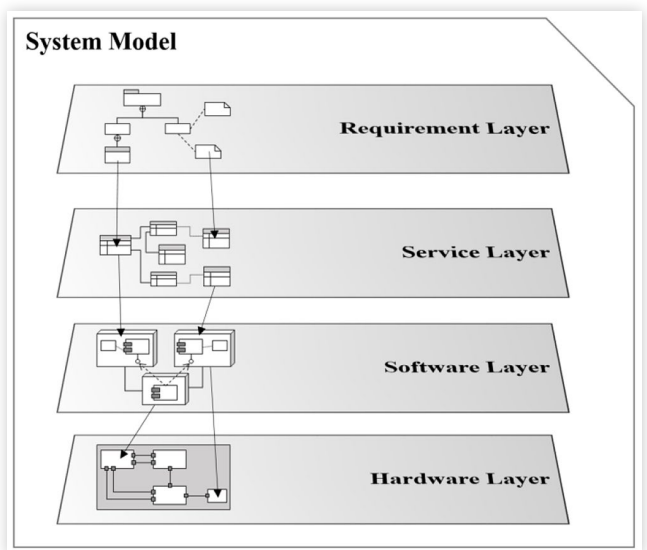 System Model
Requirement Layer
Service Layer
Software Layer
Hardware Layer